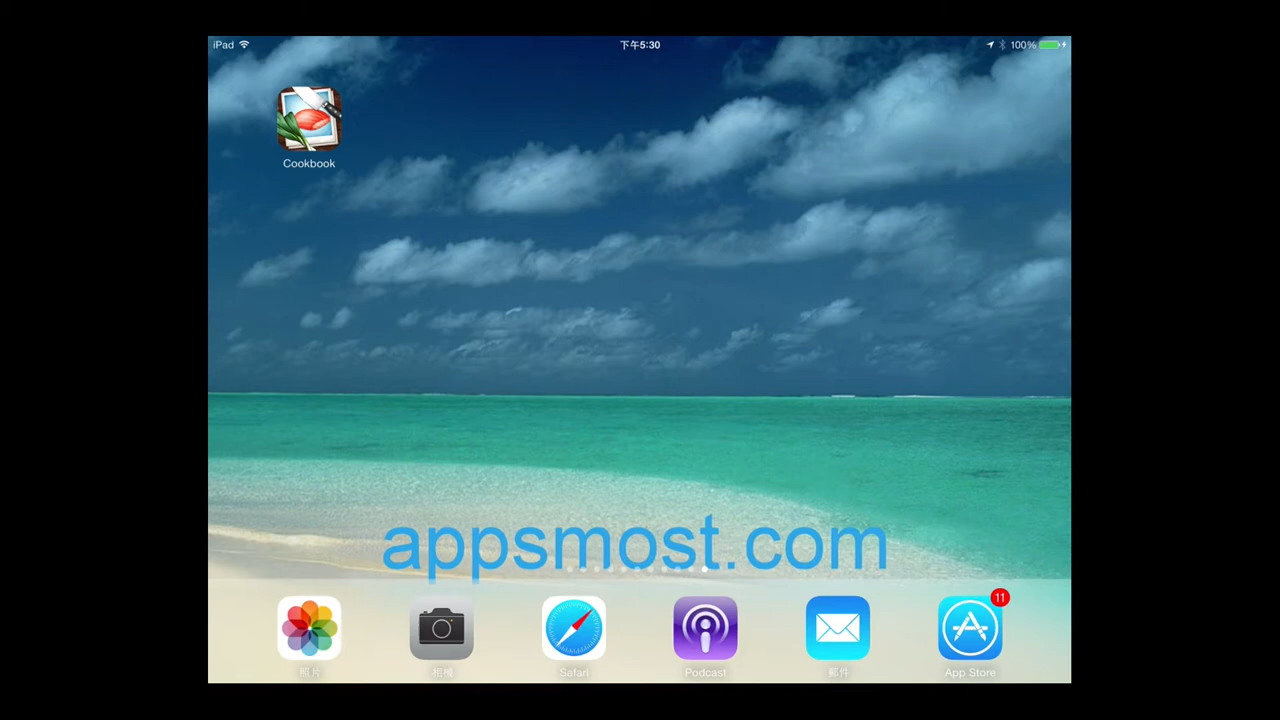 iPad 下午5:30 100%
Cookbook
appsmost.com
11
照片 相機 Safari Podcast 郵件 App Store